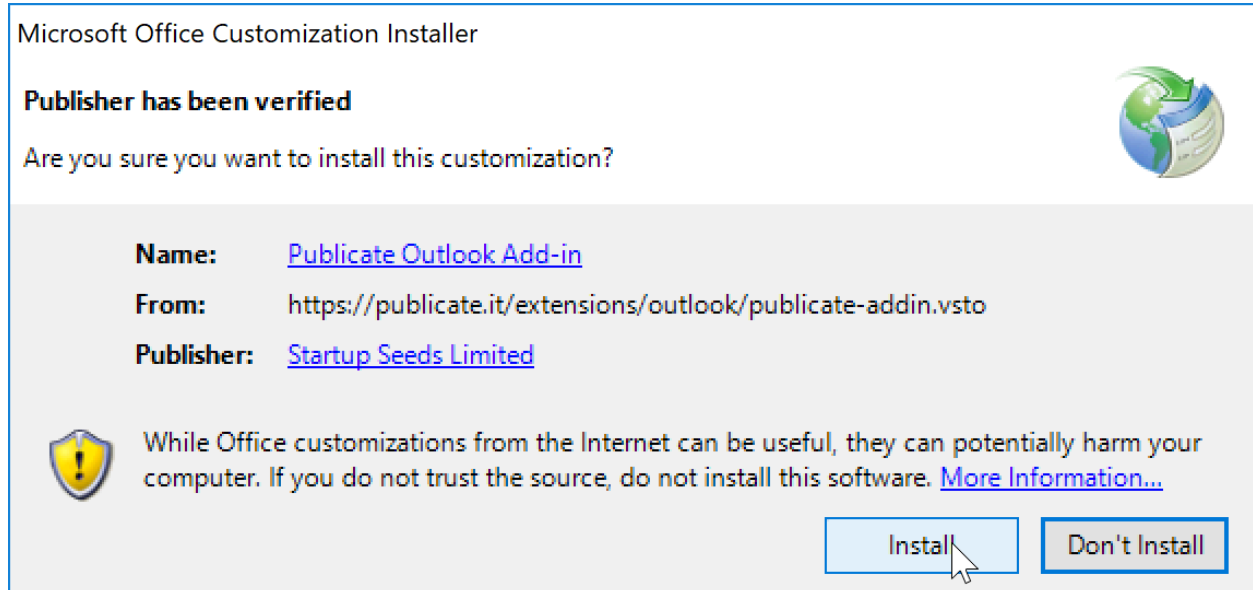 Microsoft Office Customization Installer
Publisher has been verified
Are you sure you want to install this customization?
Name: Publicate Outlook Add-in
From: https://publicate.it/extensions/outlook/publicate-addin.vsto
Publisher: Startup Seeds Limited
While Office customizations from the Internet can be useful, they can potentially harm your
computer. If you do not trust the source, do not install this software. More Information...
Install Don't Install